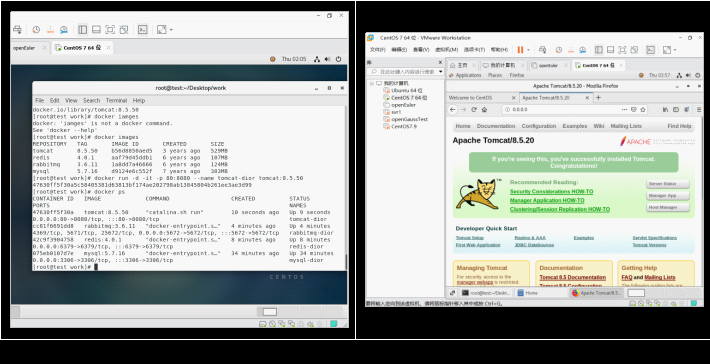 openEuler
CentOS 7 64 位
Thu 02:05
root@test:~/Desktop/work
File Edit View Search Terminal Help
docker.io/library/tomcat:8.5.50
[root@test work]# docker iamges
docker: 'iamges' is not a docker command.
See 'docker --help'
[root@test work]# docker images
REPOSITORY TAG IMAGE ID CREATED SIZE
tomcat 8.5.50 3 years ago 529MB
redis 4.0.1 aaf79d45ddbi 6 years ago 107MB
rabbitmq 3.6.11 6 years ago 124MB
mysql 5.7.16 7 years ago 383MB
[root@test work]# docker run -d -it -p 80:8080 --name tomcat-dior tomcat:8.5.50
[root@test work]# docker ps
CONTAINER ID IMAGE COMMAND CREATED STATUS
PORTS NAMES
47630ff5f30a tomcat:8.5.50 "catalina.sh run" 10 seconds ago Up 9 seconds
0.0.0.0:80->8080/tcp, :::80->8080/tcp tomcat-dior
rabbitmq:3.6.11 "docker-entrypoint.s…" 4 minutes ago Up 4 minutes
4369/tcp, 5671/tcp, 25672/tcp, 0.0.0.0:5672->5672/tcp, :::5672->5672/tcp rabbitmq-dior
redis:4.0.1 "docker-entrypoint.s…" 8 minutes ago Up 8 minutes
0.0.0.0:6379->6379/tcp, :::6379->6379/tcp redis-dior
mysql:5.7.16 "docker-entrypoint.s…" 34 minutes ago Up 34 minutes
0.0.0.0:3306->3306/tcp, :::3306->3306/tcp mysql-dior
[root@test work]#
CENTOS
CentOS 7 64 位 - VMware Workstation
文件(F) 编辑(E) 查看(V) 虚拟机(M) 选项卡(T) 帮助(H)
库
在此处键入内容进行搜索
我的计算机
Ubuntu 64 位
CentOS 7 64 位
openEuler
svr1
openGaussTest
CentOS7.9
主页
我的计算机
openEuler
CentOS 7 64 位
Applications Places Firefox
Thu 02:57
Apache Tomcat/8.5.20 - Mozilla Firefox
Welcome to CentOS
Apache Tomcat/8.5.20
0.0.0.0
Home Documentation Configuration Examples Wiki Mailing Lists Find Help
Apache Tomcat/8.5.20
APACHE
If you're seeing this, you've successfully installed Tomcat.
Congratulations!
Recommended Reading:
Security Considerations HOW-TO
Manager Application HOW-TO
Clustering/Session Replication HOW-TO
Server Status
Manager App
Host Manager
Developer Quick Start
Tomcat Setup
First Web Application
Realms & AAA
JDBC DataSources
Examples
Servlet Specifications
Tomcat Versions
Managing Tomcat
For security, access to the
manager webapp is restricted.
Documentation
Tomcat 8.5 Documentation
Tomcat 8.5 Configuration
Getting Help
FAQ and Mailing Lists
The following mailing lists are
root@test:~/Deskt...
Home
Apache Tomcat/8.5...
要将输入定向到该虚拟机，请将鼠标指针移入其中或按 Ctrl+G。